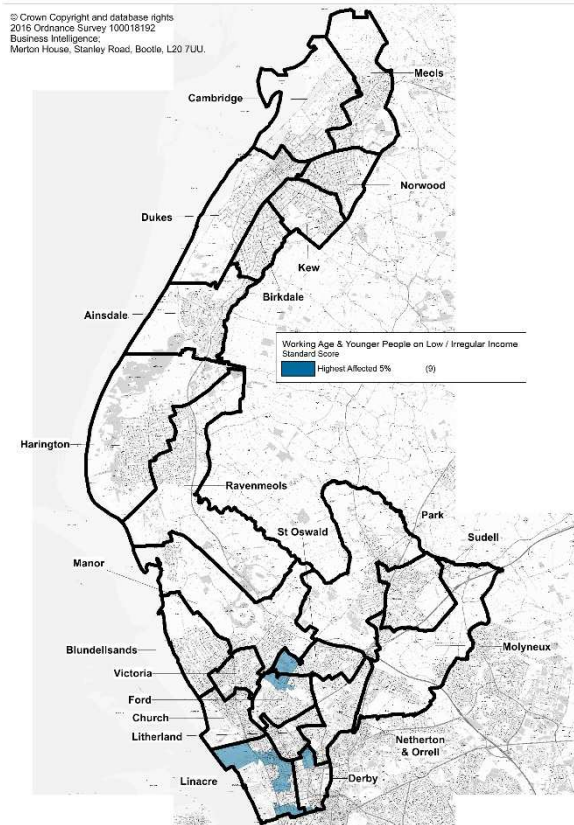 © Crown Copyright and database rights
2016 Ordnance Survey 100018192
Business Intelligence;
Merton House, Stanley Road, Bootle, L20 7UU.
Meols
Cambridge
Norwood
Dukes
Kew
Birkdale
Ainsdale
Working Age & Younger People on Low / Irregular Income
Standard Score
Highest Affected 5% (9)
Harington
Ravenmeols
Park
St Oswald
Sudell
Manor
Blundellsands
Molyneux
Victoria
Ford
Church
Litherland
Netherton
& Orrell
Linacre
Derby